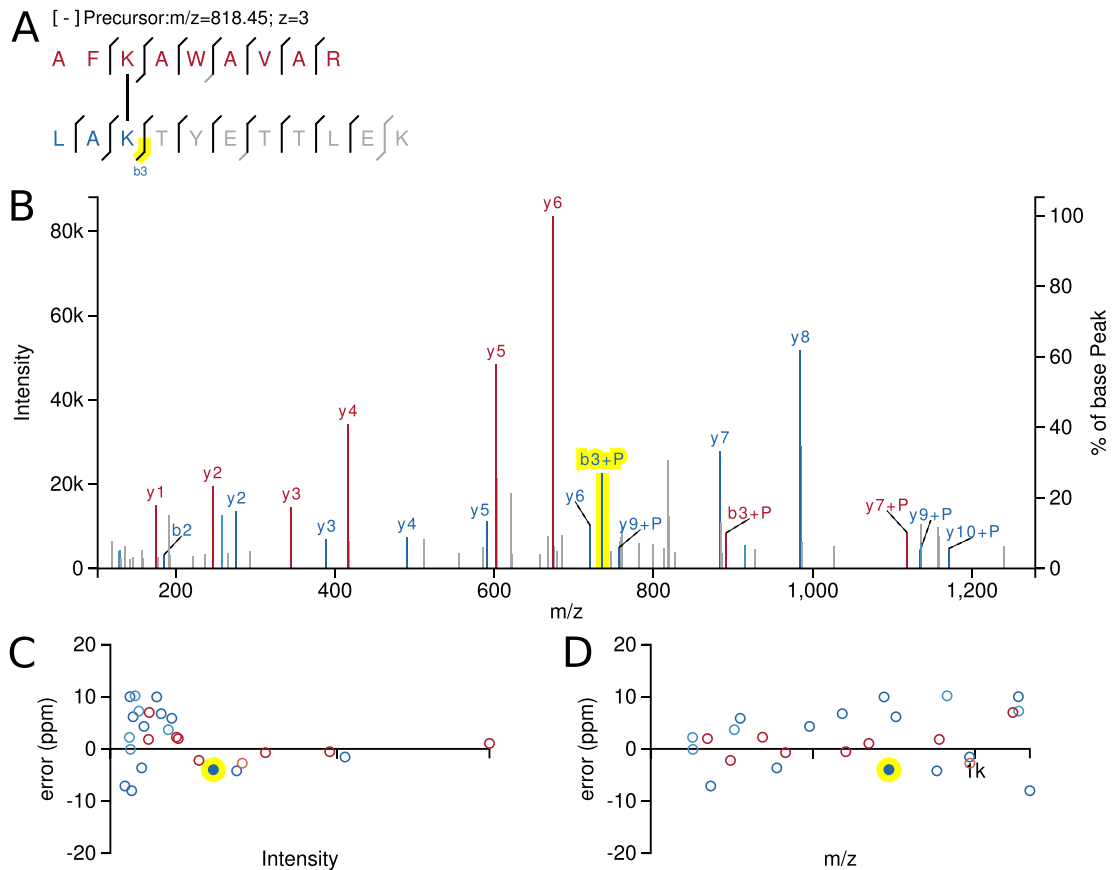 A
[ - ] Precursor:m/z=818.45; z=3
A F K A W A V A R
L A K T Y E T T L E K
b3
B
Intensity
80k
60k
40k
20k
0
100
80
60
40
20
0
% of base Peak
y1
b2
y2
y2
y3
y3
y4
y4
y5
y5
y6
y6
b3+P
y9+P
y7
b3+P
y8
y7+P
y9+P
y10+P
200
400
600
800
1,000
1,200
m/z
C
error (ppm)
20
10
0
-10
-20
Intensity
D
error (ppm)
20
10
0
-10
-20
1k
m/z